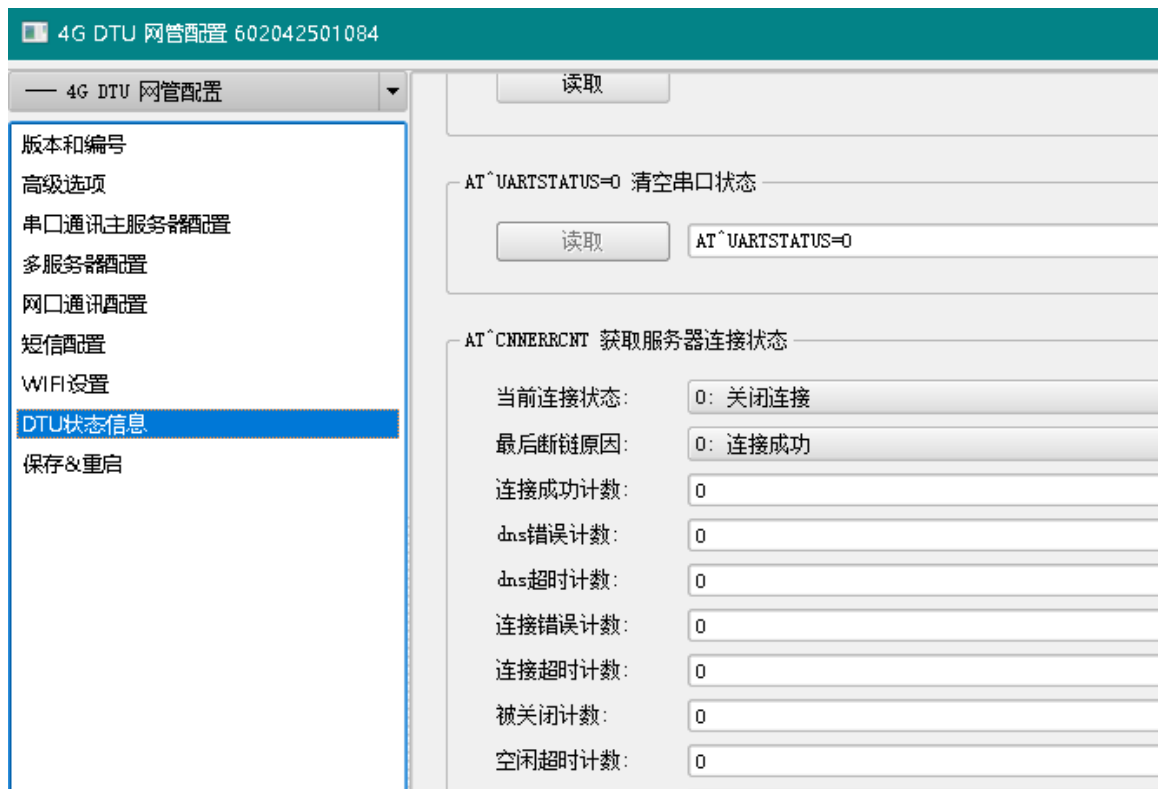 4G DTU 网管配置 602042501084
── 4G DTU 网管配置
版本和编号
高级选项
串口通讯主服务器配置
多服务器配置
网口通讯配置
短信配置
WIFI设置
DTU状态信息
保存&重启
读取
AT^UARTSTATUS=0 清空串口状态
读取 AT^UARTSTATUS=0
AT^CNNERRCNT 获取服务器连接状态
当前连接状态: 0: 关闭连接
最后断链原因: 0: 连接成功
连接成功计数: 0
dns错误计数: 0
dns超时计数: 0
连接错误计数: 0
连接超时计数: 0
被关闭计数: 0
空闲超时计数: 0